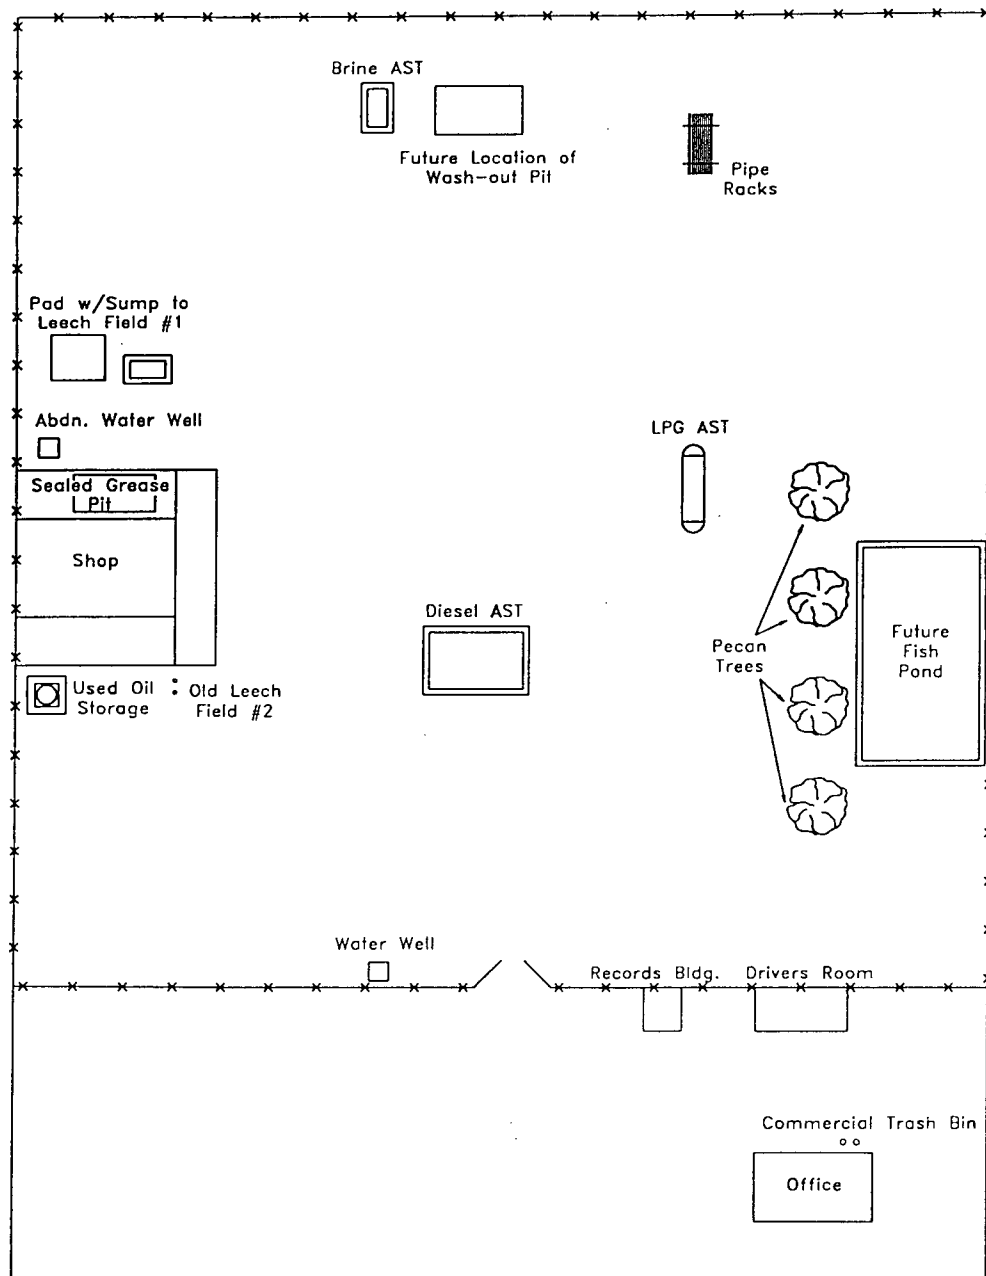 Brine AST
Future Location of
Wash-out Pit
Pipe
Racks
Pad w/Sump to
Leech Field #1
Abdn. Water Well
LPG AST
Sealed Grease
Pit
Shop
Diesel AST
Pecan
Trees
Future
Fish
Pond
Used Oil
Storage
Old Leech
Field #2
Water Well
Records Bldg.
Drivers Room
Commercial Trash Bin
Office